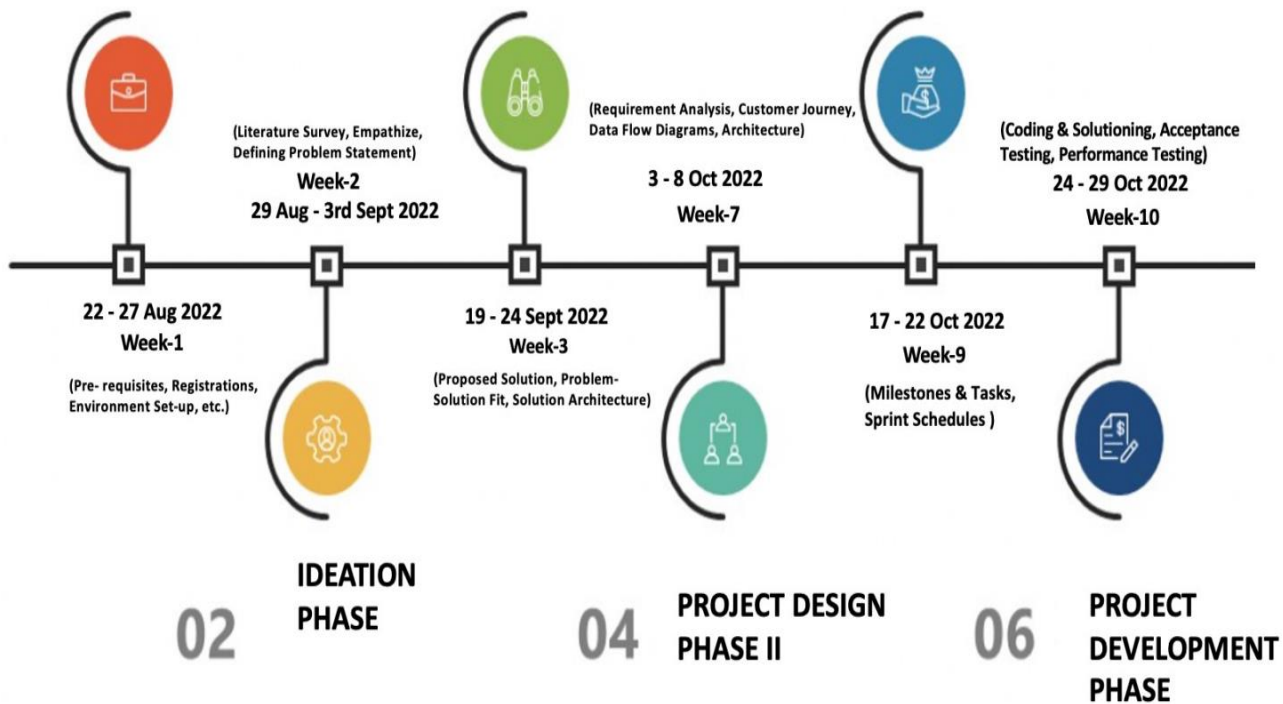 (Literature Survey, Empathize,
Defining Problem Statement)
Week-2
29 Aug - 3rd Sept 2022
(Requirement Analysis, Customer Journey,
Data Flow Diagrams, Architecture)
3 - 8 Oct 2022
Week-7
(Coding & Solutioning, Acceptance
Testing, Performance Testing)
24 - 29 Oct 2022
Week-10
22 - 27 Aug 2022
Week-1
(Pre- requisites, Registrations,
Environment Set-up, etc.)
19 - 24 Sept 2022
Week-3
(Proposed Solution, Problem-
Solution Fit, Solution Architecture)
17 - 22 Oct 2022
Week-9
(Milestones & Tasks,
Sprint Schedules )
$
$
02
IDEATION
PHASE
04
PROJECT DESIGN
PHASE II
06
PROJECT
DEVELOPMENT
PHASE